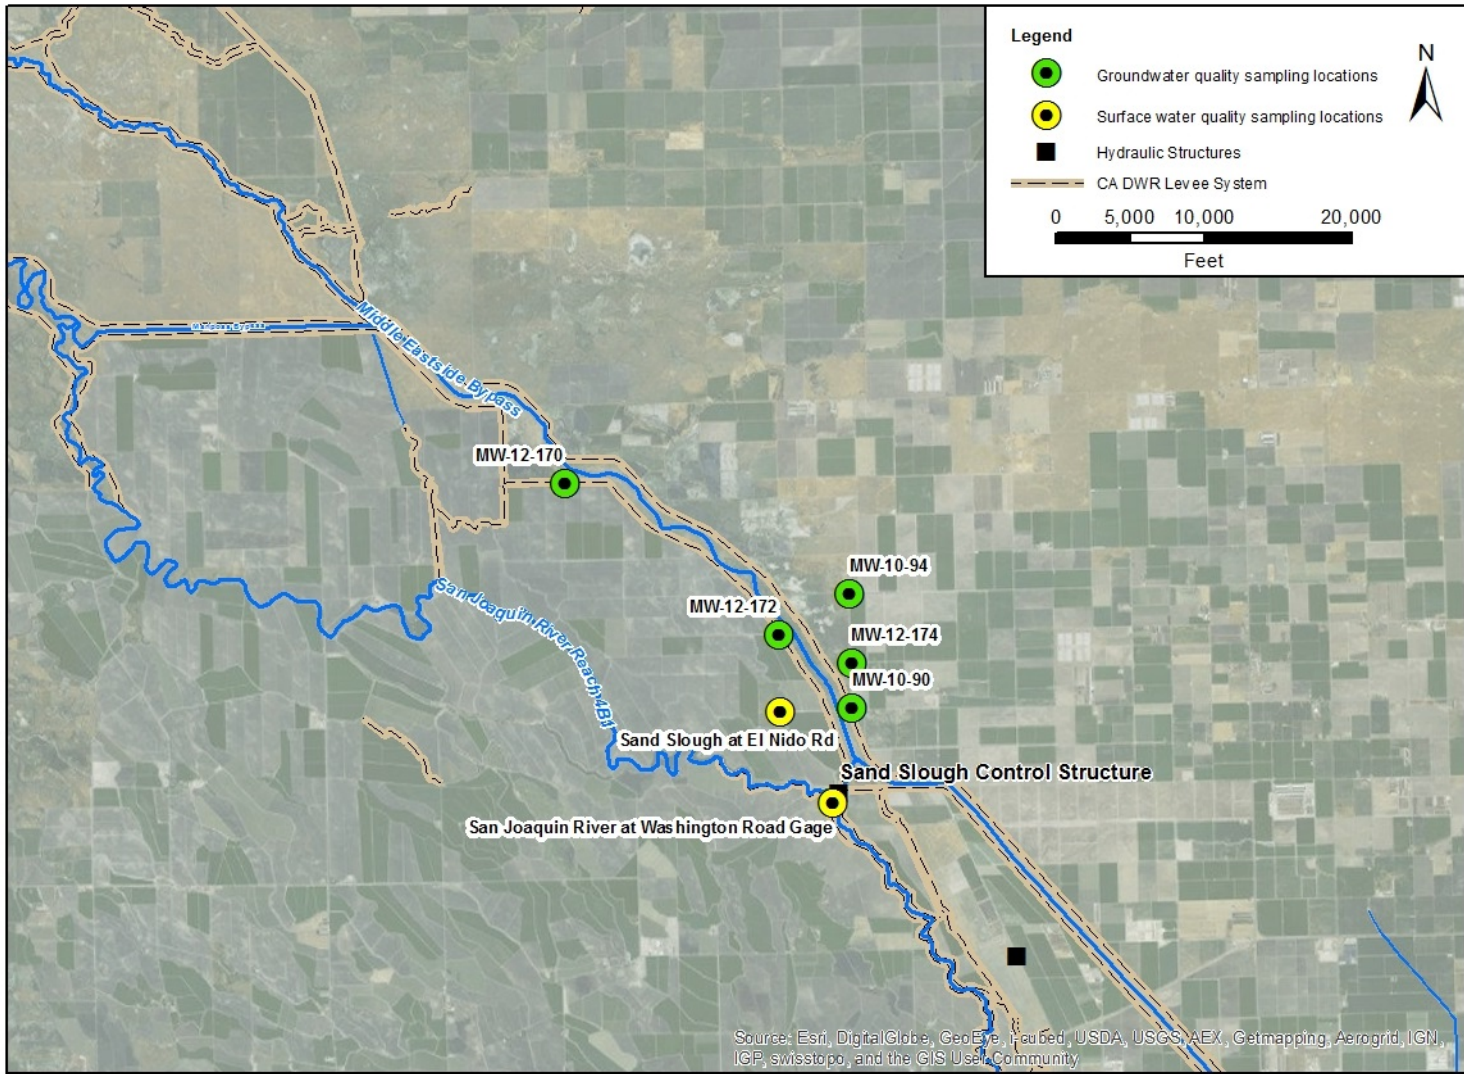 Legend
N
Groundwater quality sampling locations
Surface water quality sampling locations
Hydraulic Structures
CA DWR Levee System
0 5,000 10,000 20,000
Feet
Mariposa Bypass
Middle Eastside Bypass
MW-12-170
MW-10-94
MW-12-172
MW-12-174
MW-10-90
San Joaquin River Reach 4B1
Sand Slough at El Nido Rd
Sand Slough Control Structure
San Joaquin River at Washington Road Gage
Source: Esri, DigitalGlobe, GeoEye, i-cubed, USDA, USGS, AEX, Getmapping, Aerogrid, IGN,
IGP, swisstopo, and the GIS User Community